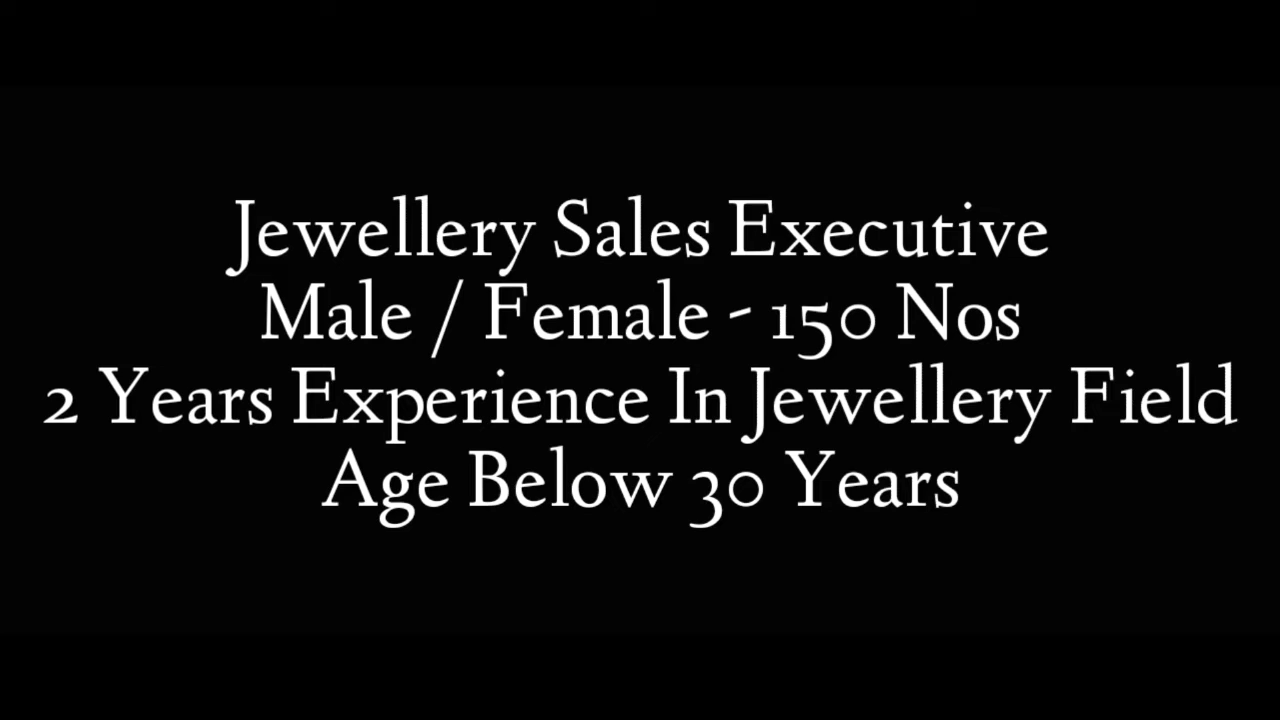 Jewellery Sales Executive
Male / Female - 150 Nos
2 Years Experience In Jewellery Field
Age Below 30 Years